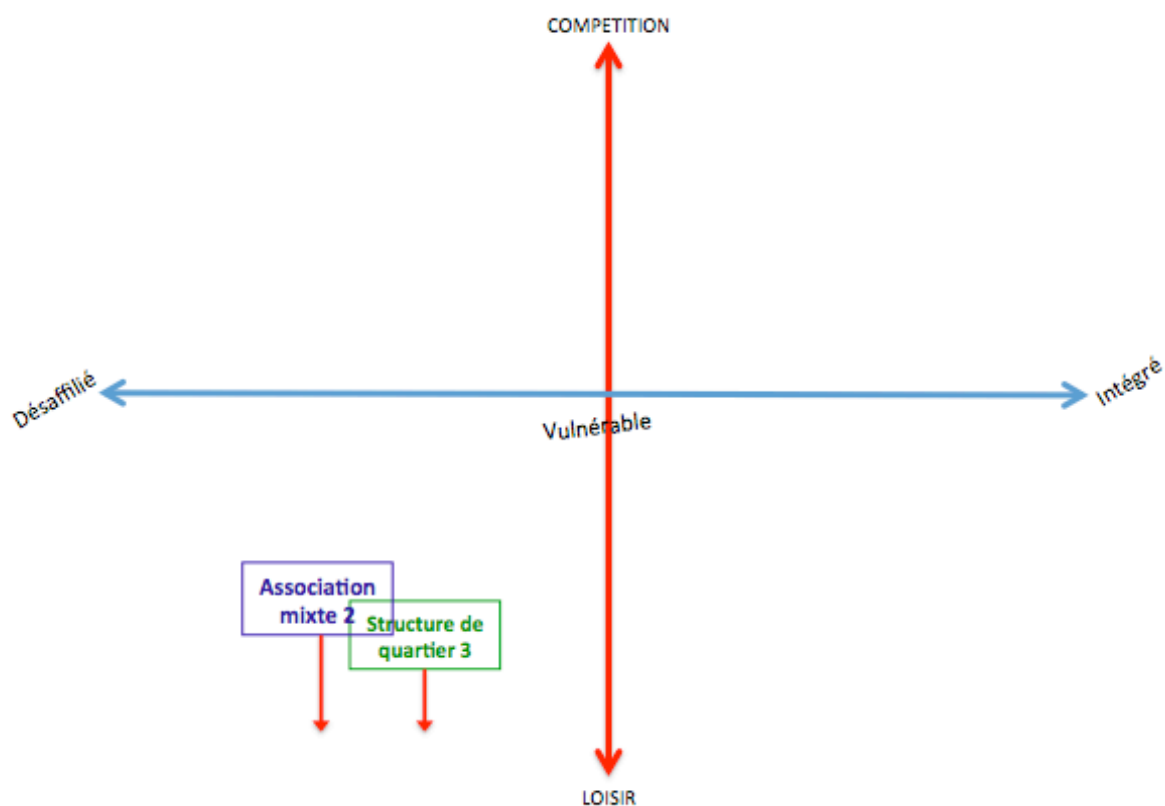 COMPETITION
Désaffilié
Intégré
Vulnérable
Association
mixte 2
Structure de
quartier 3
LOISIR